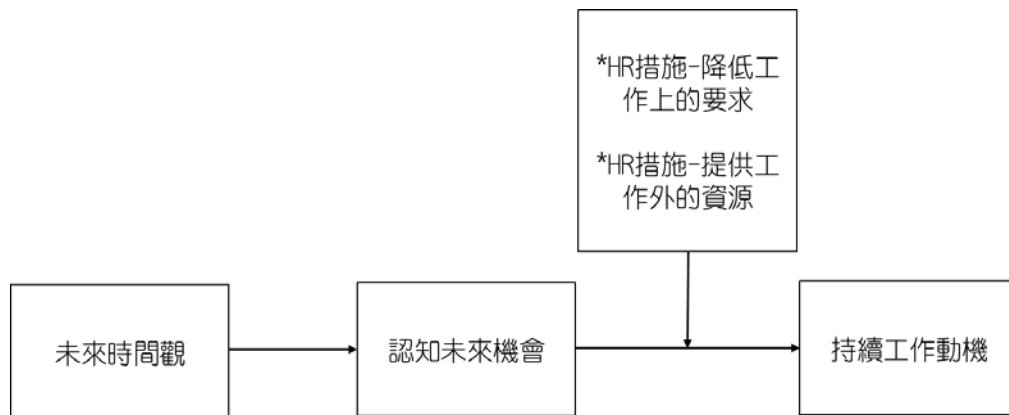 *HR措施-降低工
作上的要求
*HR措施-提供工
作外的資源
未來時間觀
認知未來機會
持續工作動機